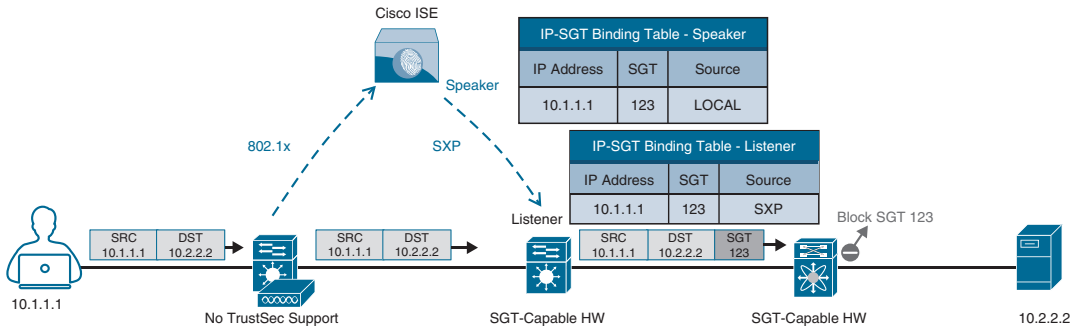 Cisco ISE
Speaker
802.1x
SXP
IP-SGT Binding Table - Speaker
IP Address SGT Source
10.1.1.1 123 LOCAL
IP-SGT Binding Table - Listener
IP Address SGT Source
10.1.1.1 123 SXP
Listener
Block SGT 123
SRC DST
10.1.1.1 10.2.2.2
SRC DST
10.1.1.1 10.2.2.2
SRC DST SGT
10.1.1.1 10.2.2.2 123
10.1.1.1
No TrustSec Support
SGT-Capable HW
SGT-Capable HW
10.2.2.2